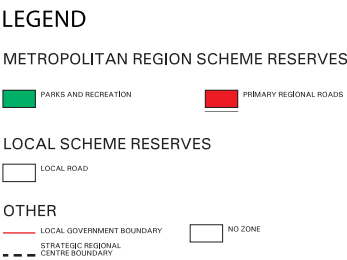 LEGEND
METROPOLITAN REGION SCHEME RESERVES
PARKS AND RECREATION
PRIMARY REGIONAL ROADS
LOCAL SCHEME RESERVES
LOCAL ROAD
OTHER
LOCAL GOVERNMENT BOUNDARY
NO ZONE
STRATEGIC REGIONAL
CENTRE BOUNDARY